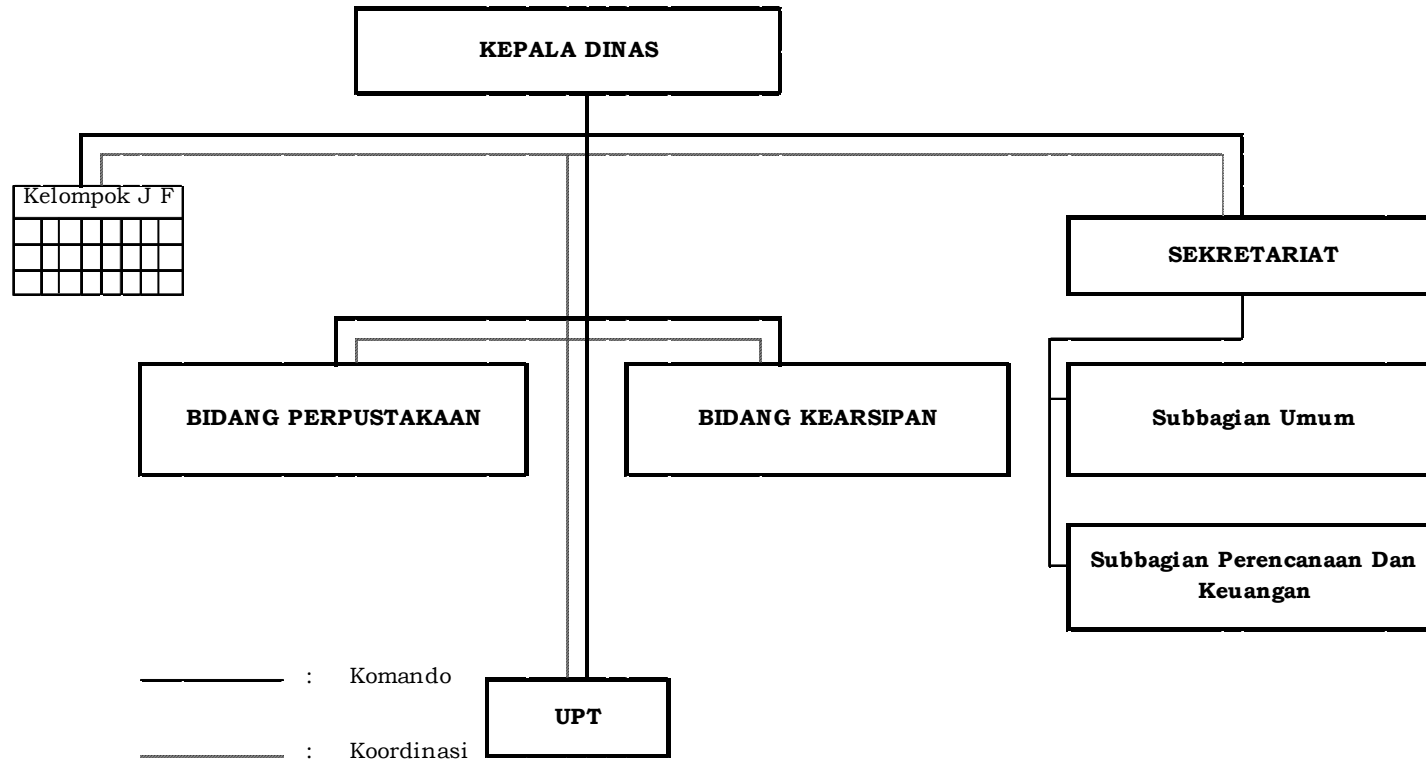 KEPALA DINAS
Kelompok J F
SEKRETARIAT
BIDANG PERPUSTAKAAN
BIDANG KEARSIPAN
Subbagian Umum
Subbagian Perencanaan Dan
Keuangan
: Komando
UPT
: Koordinasi